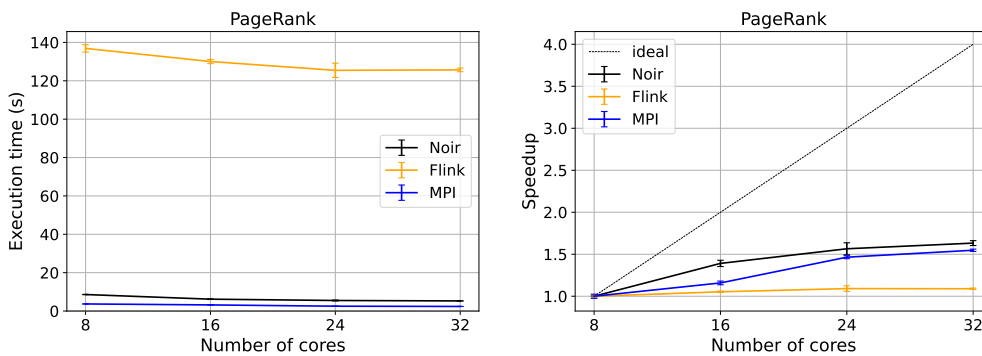 PageRank
Execution time (s)
140
120
100
80
60
40
20
0
Noir
Flink
MPI
8 16 24 32
Number of cores
PageRank
Speedup
4.0
3.5
3.0
2.5
2.0
1.5
1.0
ideal
Noir
Flink
MPI
8 16 24 32
Number of cores